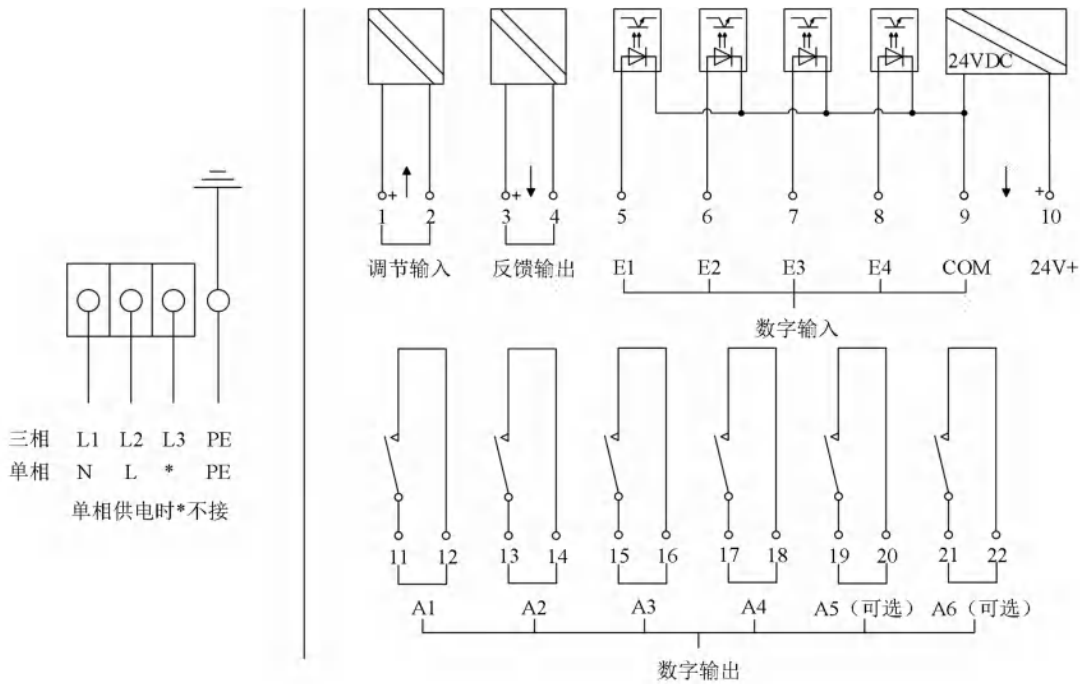 24VDC
+ + +
1 2 3 4 5 6 7 8 9 10
调节输入 反馈输出 E1 E2 E3 E4 COM 24V+
数字输入
三相 L1 L2 L3 PE
单相 N L * PE
单相供电时*不接
11 12 13 14 15 16 17 18 19 20 21 22
A1 A2 A3 A4 A5（可选） A6（可选）
数字输出